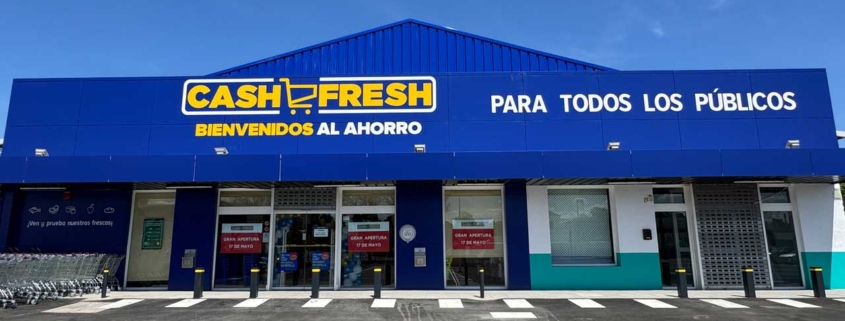 CASH FRESH
BIENVENIDOS AL AHORRO
PARA TODOS LOS PÚBLICOS
¡Ven y prueba nuestros frescos!
GRAN APERTURA
17 DE MAYO
GRAN APERTURA
17 DE MAYO
GRAN APERTURA
17 DE MAYO